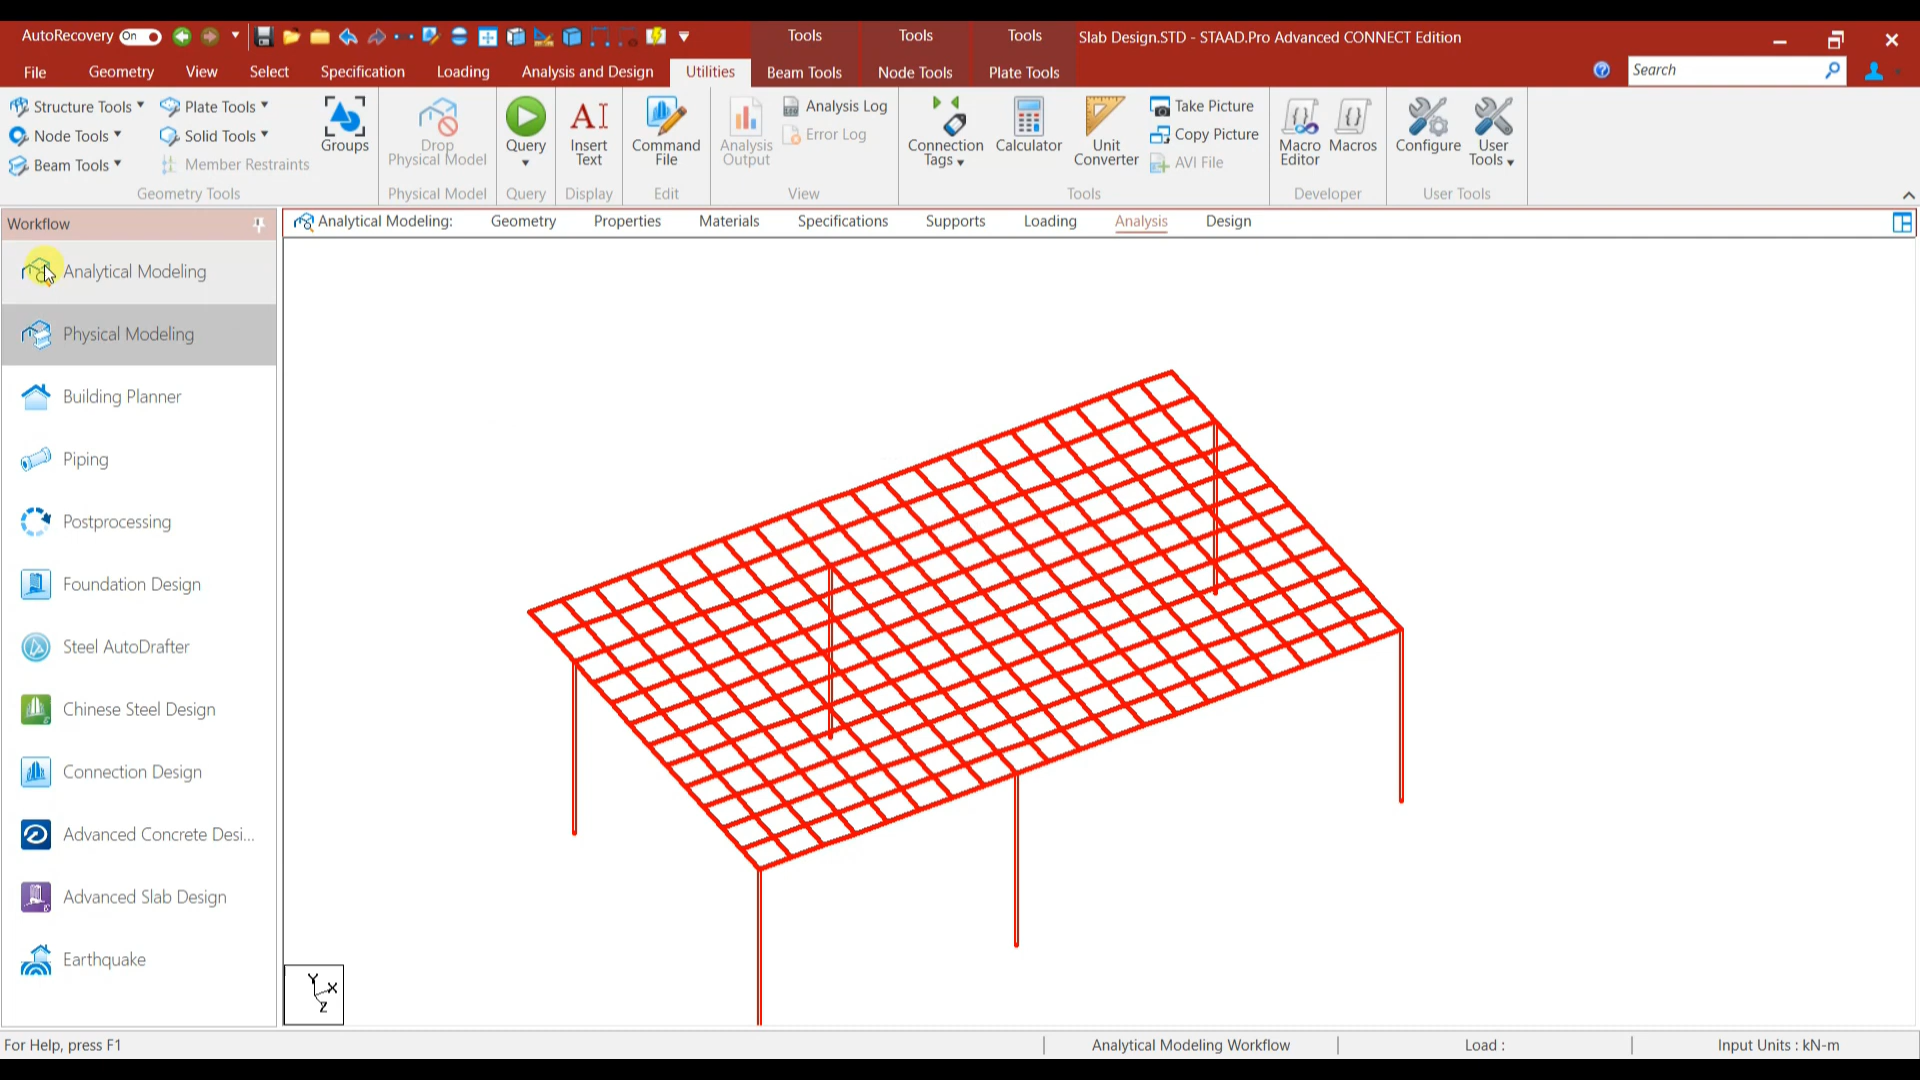 AutoRecovery On
Tools Tools Tools
Slab Design.STD - STAAD.Pro Advanced CONNECT Edition
File Geometry View Select Specification Loading Analysis and Design Utilities Beam Tools Node Tools Plate Tools
Search
Structure Tools
Node Tools
Beam Tools
Plate Tools
Solid Tools
Member Restraints
Geometry Tools
Groups
Drop
Physical Model
Physical Model
Query
Query
Insert
Text
Display
Command
File
Edit
Analysis
Output
Analysis Log
Error Log
View
Connection
Tags
Calculator
Unit
Converter
Take Picture
Copy Picture
AVI File
Tools
Macro
Editor
Macros
Developer
Configure
User
Tools
User Tools
Workflow
Analytical Modeling: Geometry Properties Materials Specifications Supports Loading Analysis Design
Analytical Modeling
Physical Modeling
Building Planner
Piping
Postprocessing
Foundation Design
Steel AutoDrafter
Chinese Steel Design
Connection Design
Advanced Concrete Desi...
Advanced Slab Design
Earthquake
Y
X
Z
For Help, press F1
Analytical Modeling Workflow
Load :
Input Units : kN-m